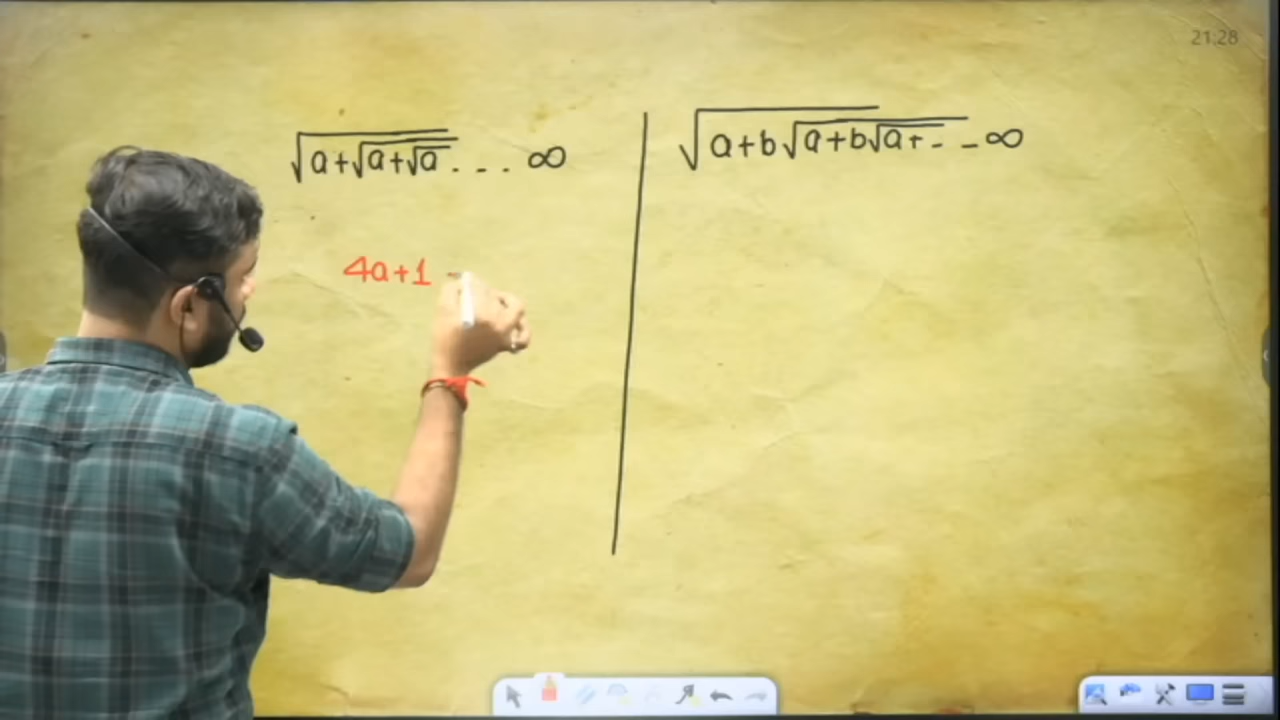 21:28
√a+√a+√a . . . ∞
√a+b√a+b√a+ - - ∞
4a+1